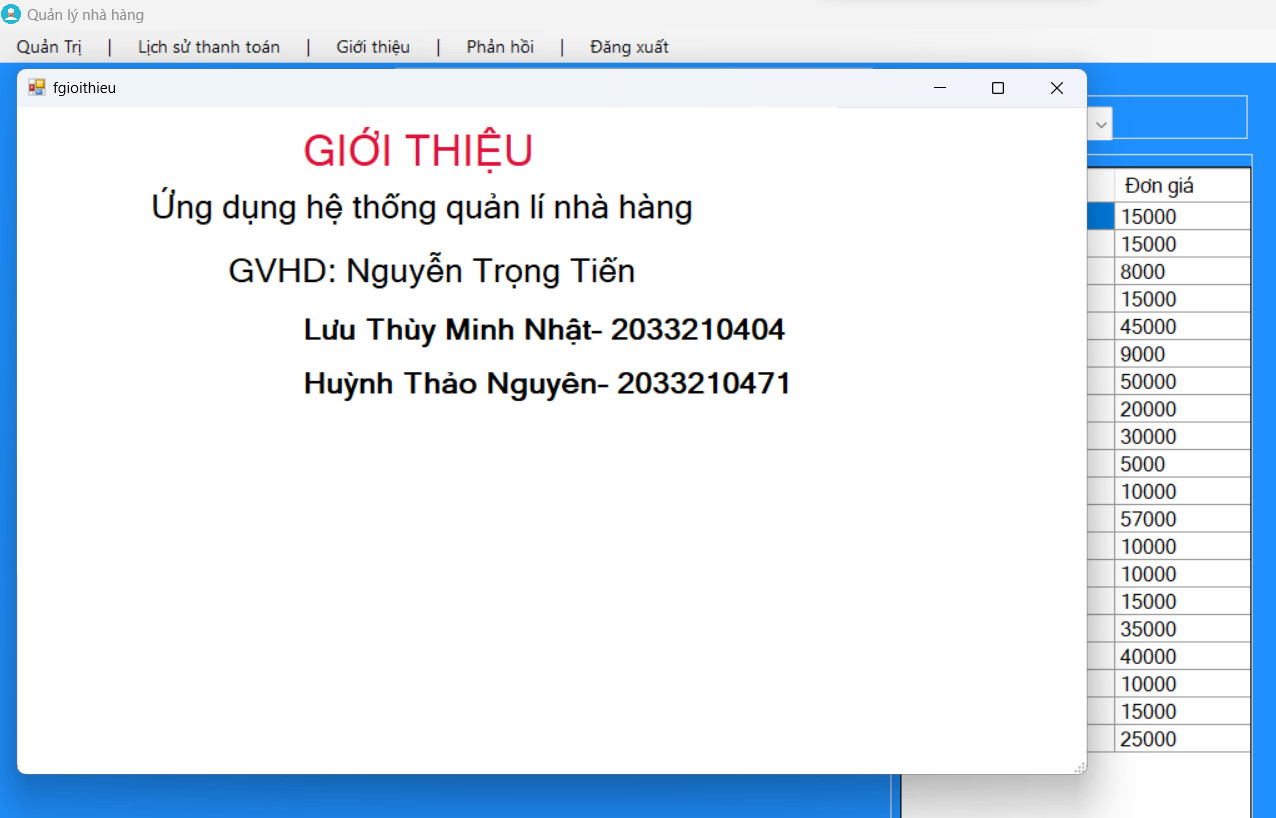 Quản lý nhà hàng
Quản Trị | Lịch sử thanh toán | Giới thiệu | Phản hồi | Đăng xuất
fgioithieu
GIỚI THIỆU
Ứng dụng hệ thống quản lí nhà hàng
GVHD: Nguyễn Trọng Tiến
Lưu Thùy Minh Nhật- 2033210404
Huỳnh Thảo Nguyên- 2033210471
Đơn giá
15000
15000
8000
15000
45000
9000
50000
20000
30000
5000
10000
57000
10000
10000
15000
35000
40000
10000
15000
25000